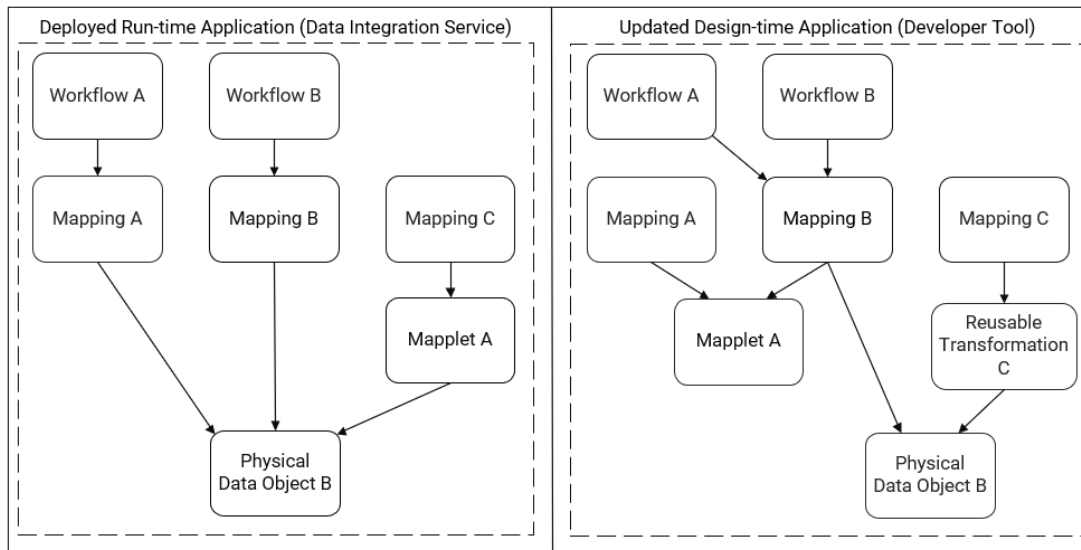 Deployed Run-time Application (Data Integration Service)
Workflow A
Workflow B
Mapping A
Mapping B
Mapping C
Mapplet A
Physical
Data Object B
Updated Design-time Application (Developer Tool)
Workflow A
Workflow B
Mapping A
Mapping B
Mapping C
Mapplet A
Reusable
Transformation
C
Physical
Data Object B